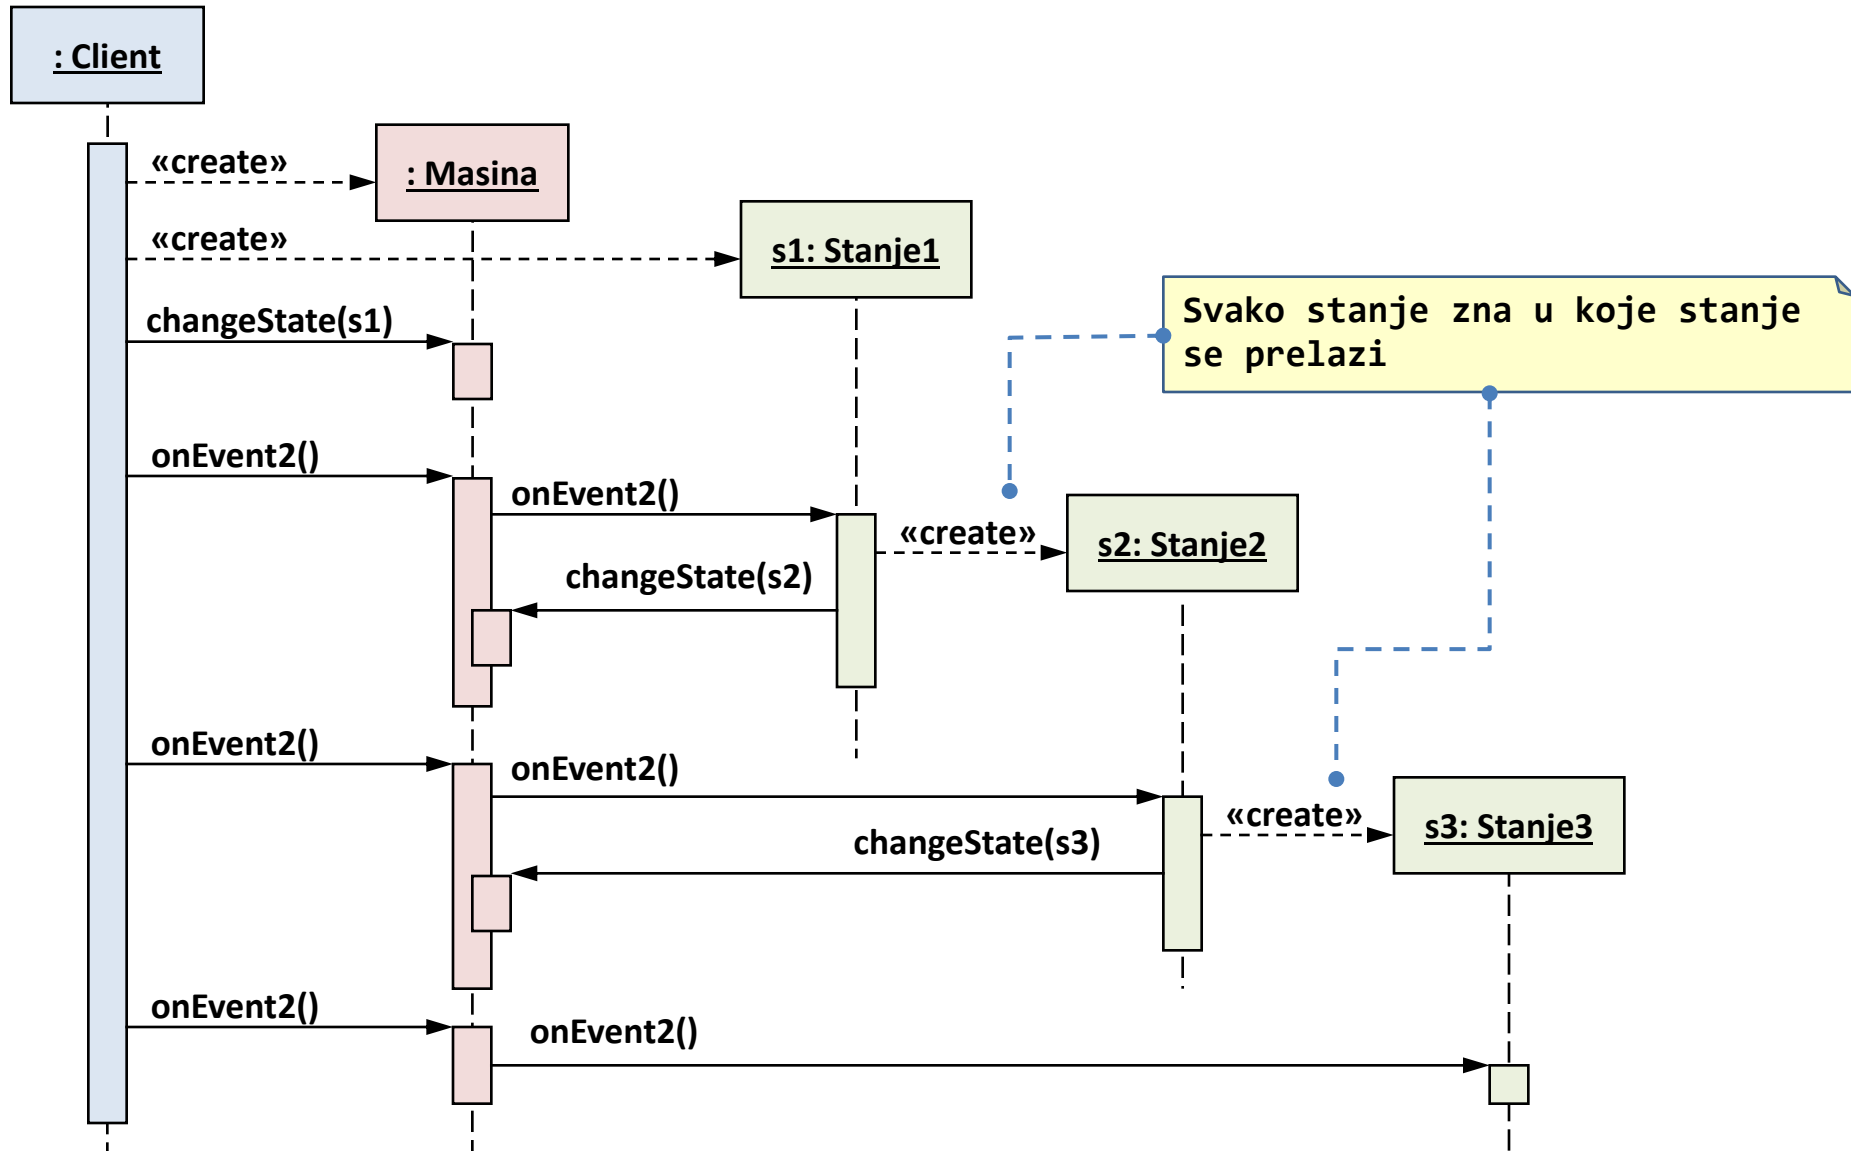 : Client
«create»
: Masina
«create»
s1: Stanje1
changeState(s1)
Svako stanje zna u koje stanje
se prelazi
onEvent2()
onEvent2()
«create»
s2: Stanje2
changeState(s2)
onEvent2()
onEvent2()
«create»
s3: Stanje3
changeState(s3)
onEvent2()
onEvent2()